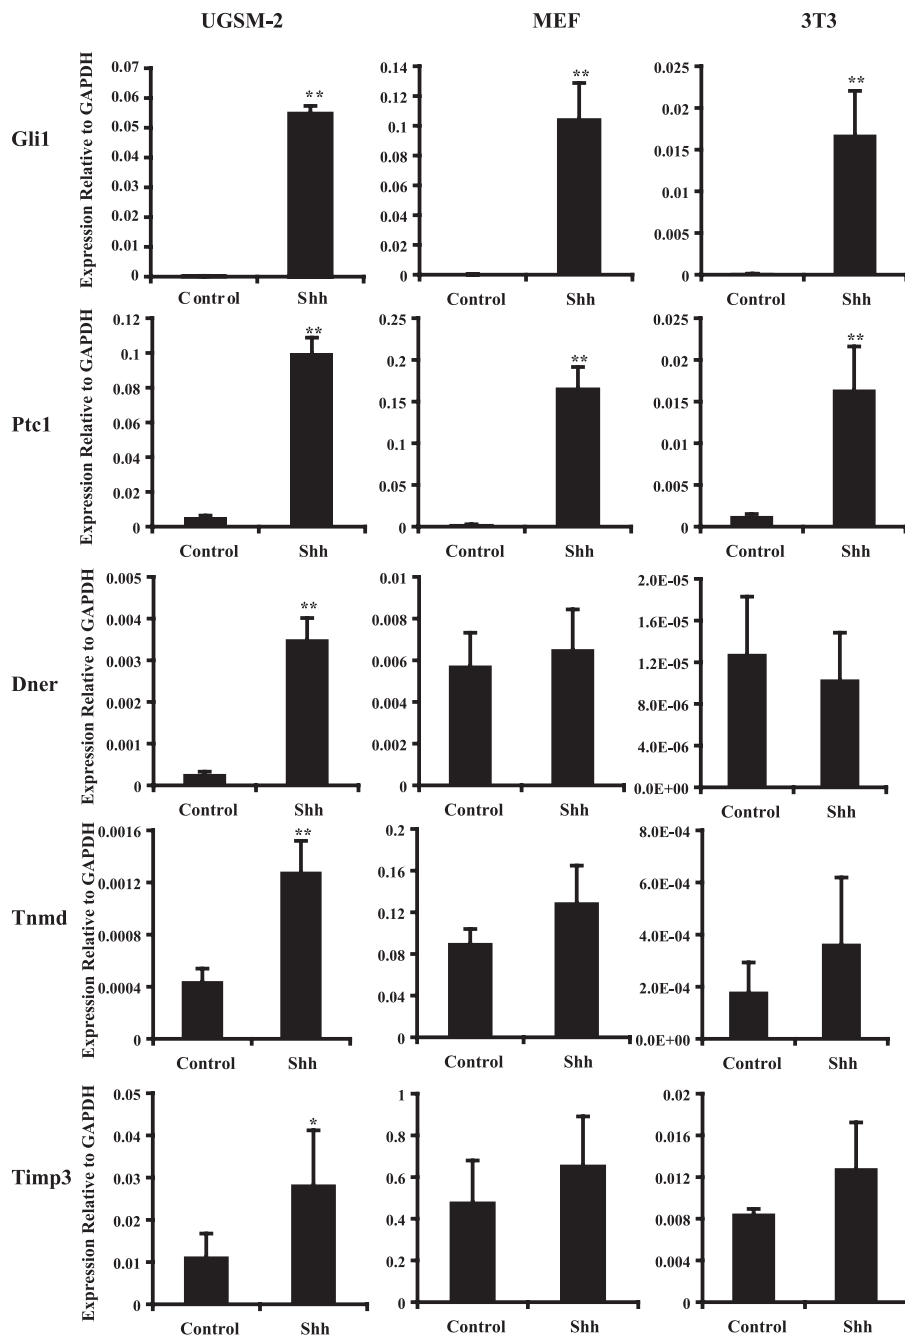 UGSM-2 MEF 3T3
Gli1
Expression Relative to GAPDH
0.07 0.06 0.05 0.04 0.03 0.02 0.01 0
**
Control Shh
0.14 0.12 0.1 0.08 0.06 0.04 0.02 0
**
Control Shh
0.025 0.02 0.015 0.01 0.005 0
**
Control Shh
Ptc1
Expression Relative to GAPDH
0.12 0.1 0.08 0.06 0.04 0.02 0
**
Control Shh
0.25 0.2 0.15 0.1 0.05 0
**
Control Shh
0.025 0.02 0.015 0.01 0.005 0
**
Control Shh
Dner
Expression Relative to GAPDH
0.005 0.004 0.003 0.002 0.001 0
**
Control Shh
0.01 0.008 0.006 0.004 0.002 0
Control Shh
2.0E-05 1.6E-05 1.2E-05 8.0E-06 4.0E-06 0.0E+00
Control Shh
Tnmd
Expression Relative to GAPDH
0.0016 0.0012 0.0008 0.0004 0
**
Control Shh
0.2 0.16 0.12 0.08 0.04 0
Control Shh
8.0E-04 6.0E-04 4.0E-04 2.0E-04 0.0E+00
Control Shh
Timp3
Expression Relative to GAPDH
0.05 0.04 0.03 0.02 0.01 0
*
Control Shh
1 0.8 0.6 0.4 0.2 0
Control Shh
0.02 0.016 0.012 0.008 0.004 0
Control Shh